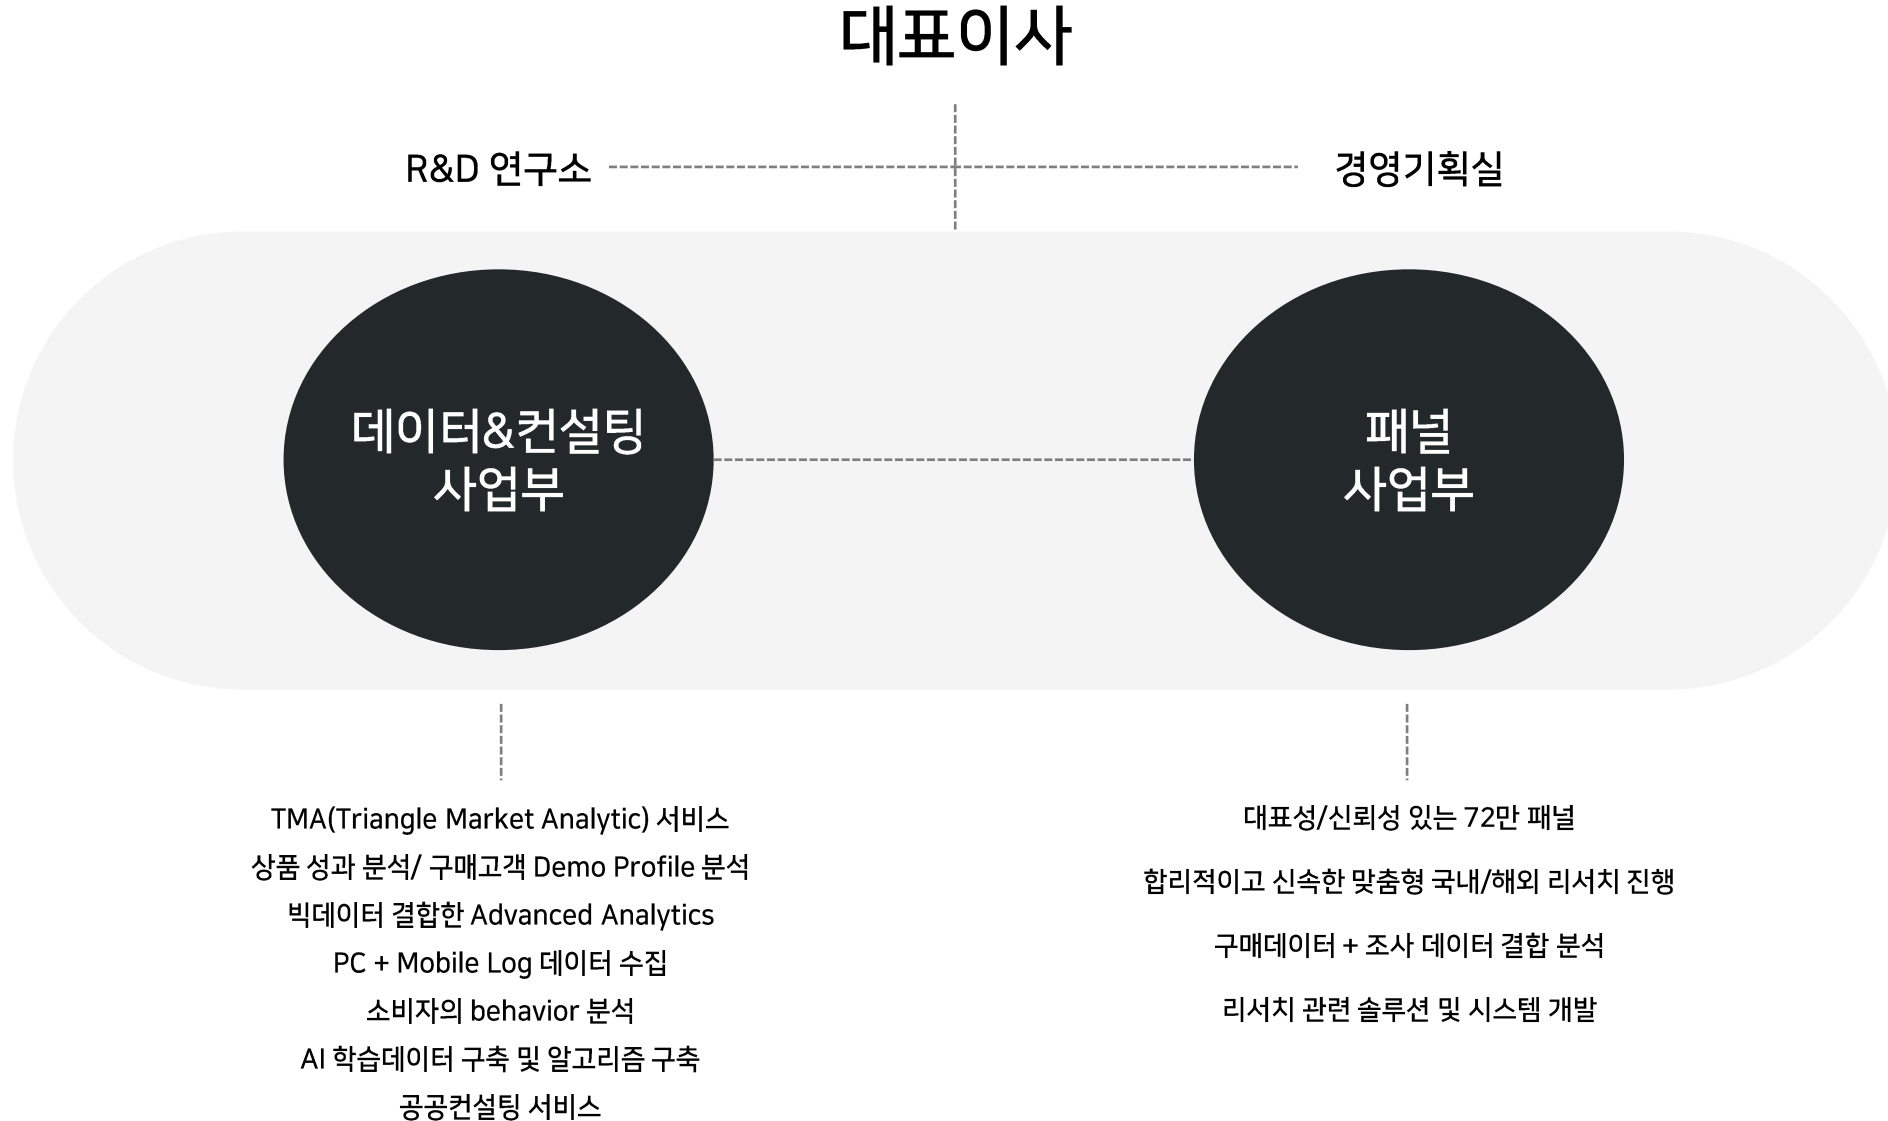 대표이사
R&D 연구소
경영기획실
데이터&컨설팅
사업부
패널
사업부
TMA(Triangle Market Analytic) 서비스
상품 성과 분석/ 구매고객 Demo Profile 분석
빅데이터 결합한 Advanced Analytics
PC + Mobile Log 데이터 수집
소비자의 behavior 분석
AI 학습데이터 구축 및 알고리즘 구축
공공컨설팅 서비스
대표성/신뢰성 있는 72만 패널
합리적이고 신속한 맞춤형 국내/해외 리서치 진행
구매데이터 + 조사 데이터 결합 분석
리서치 관련 솔루션 및 시스템 개발